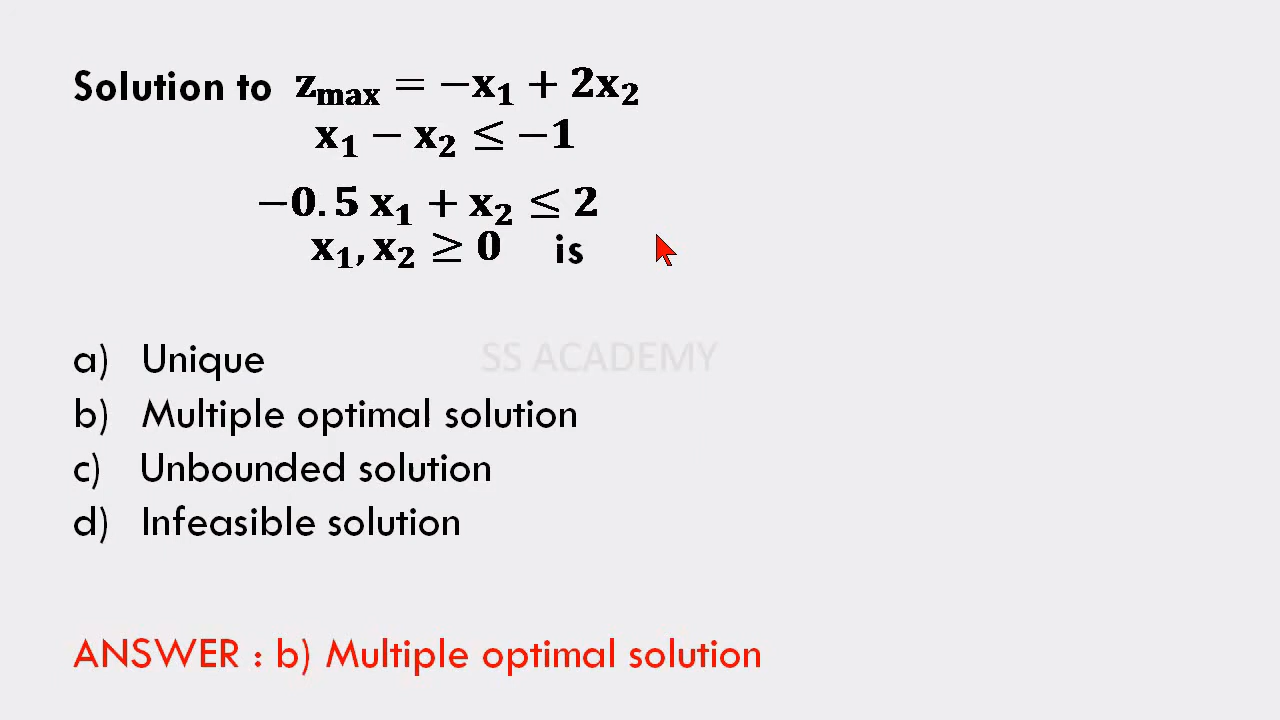 Solution to z_max = −x₁ + 2x₂
x₁ − x₂ ≤ −1
−0.5 x₁ + x₂ ≤ 2
x₁, x₂ ≥ 0 is
a) Unique
SS ACADEMY
b) Multiple optimal solution
c) Unbounded solution
d) Infeasible solution
ANSWER : b) Multiple optimal solution